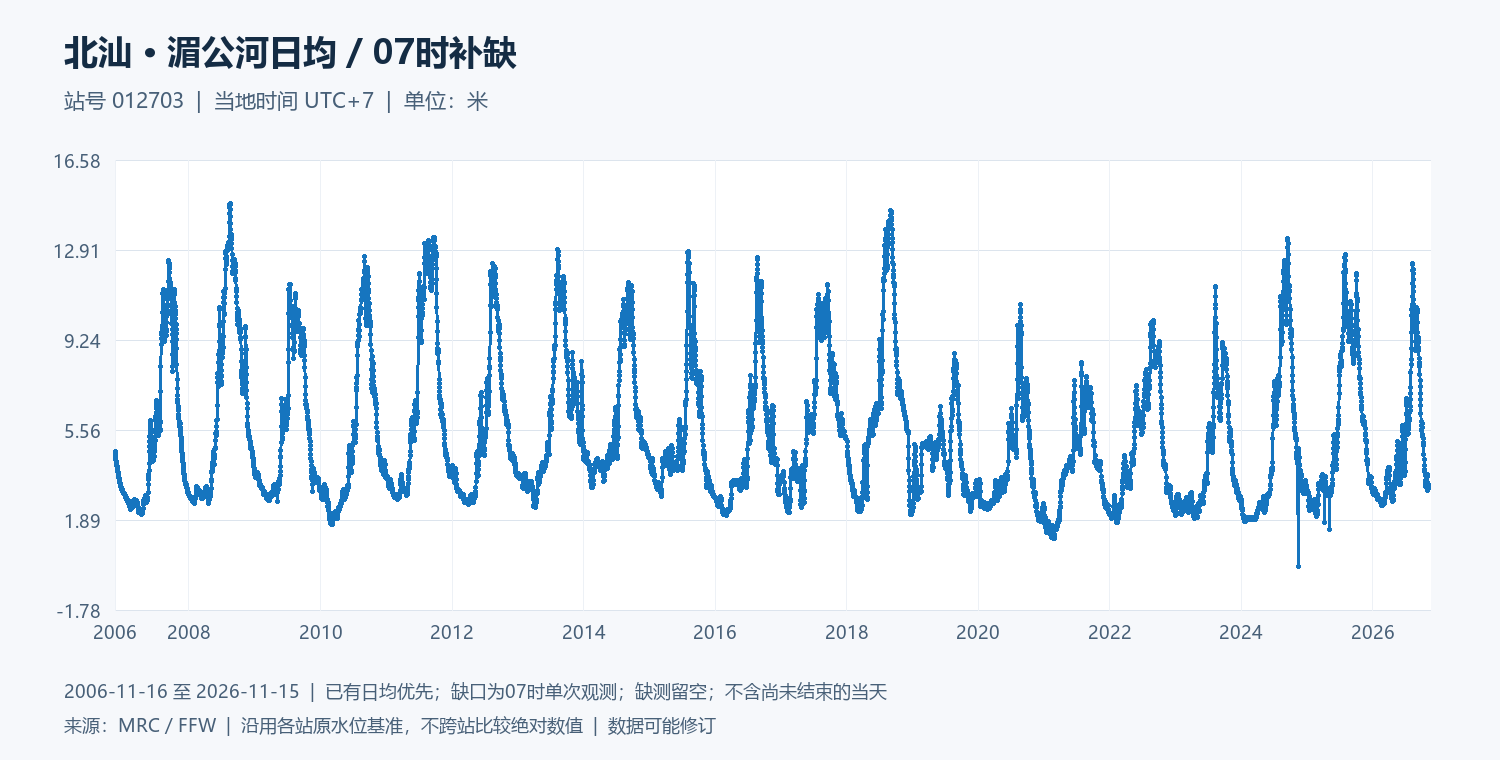 北汕・湄公河日均 / 07时补缺
站号 012703 | 当地时间 UTC+7 | 单位：米
16.58
12.91
9.24
5.56
1.89
-1.78
2006 2008 2010 2012 2014 2016 2018 2020 2022 2024 2026
2006-11-16 至 2026-11-15 | 已有日均优先；缺口为07时单次观测；缺测留空；不含尚未结束的当天
来源：MRC / FFW | 沿用各站原水位基准，不跨站比较绝对数值 | 数据可能修订